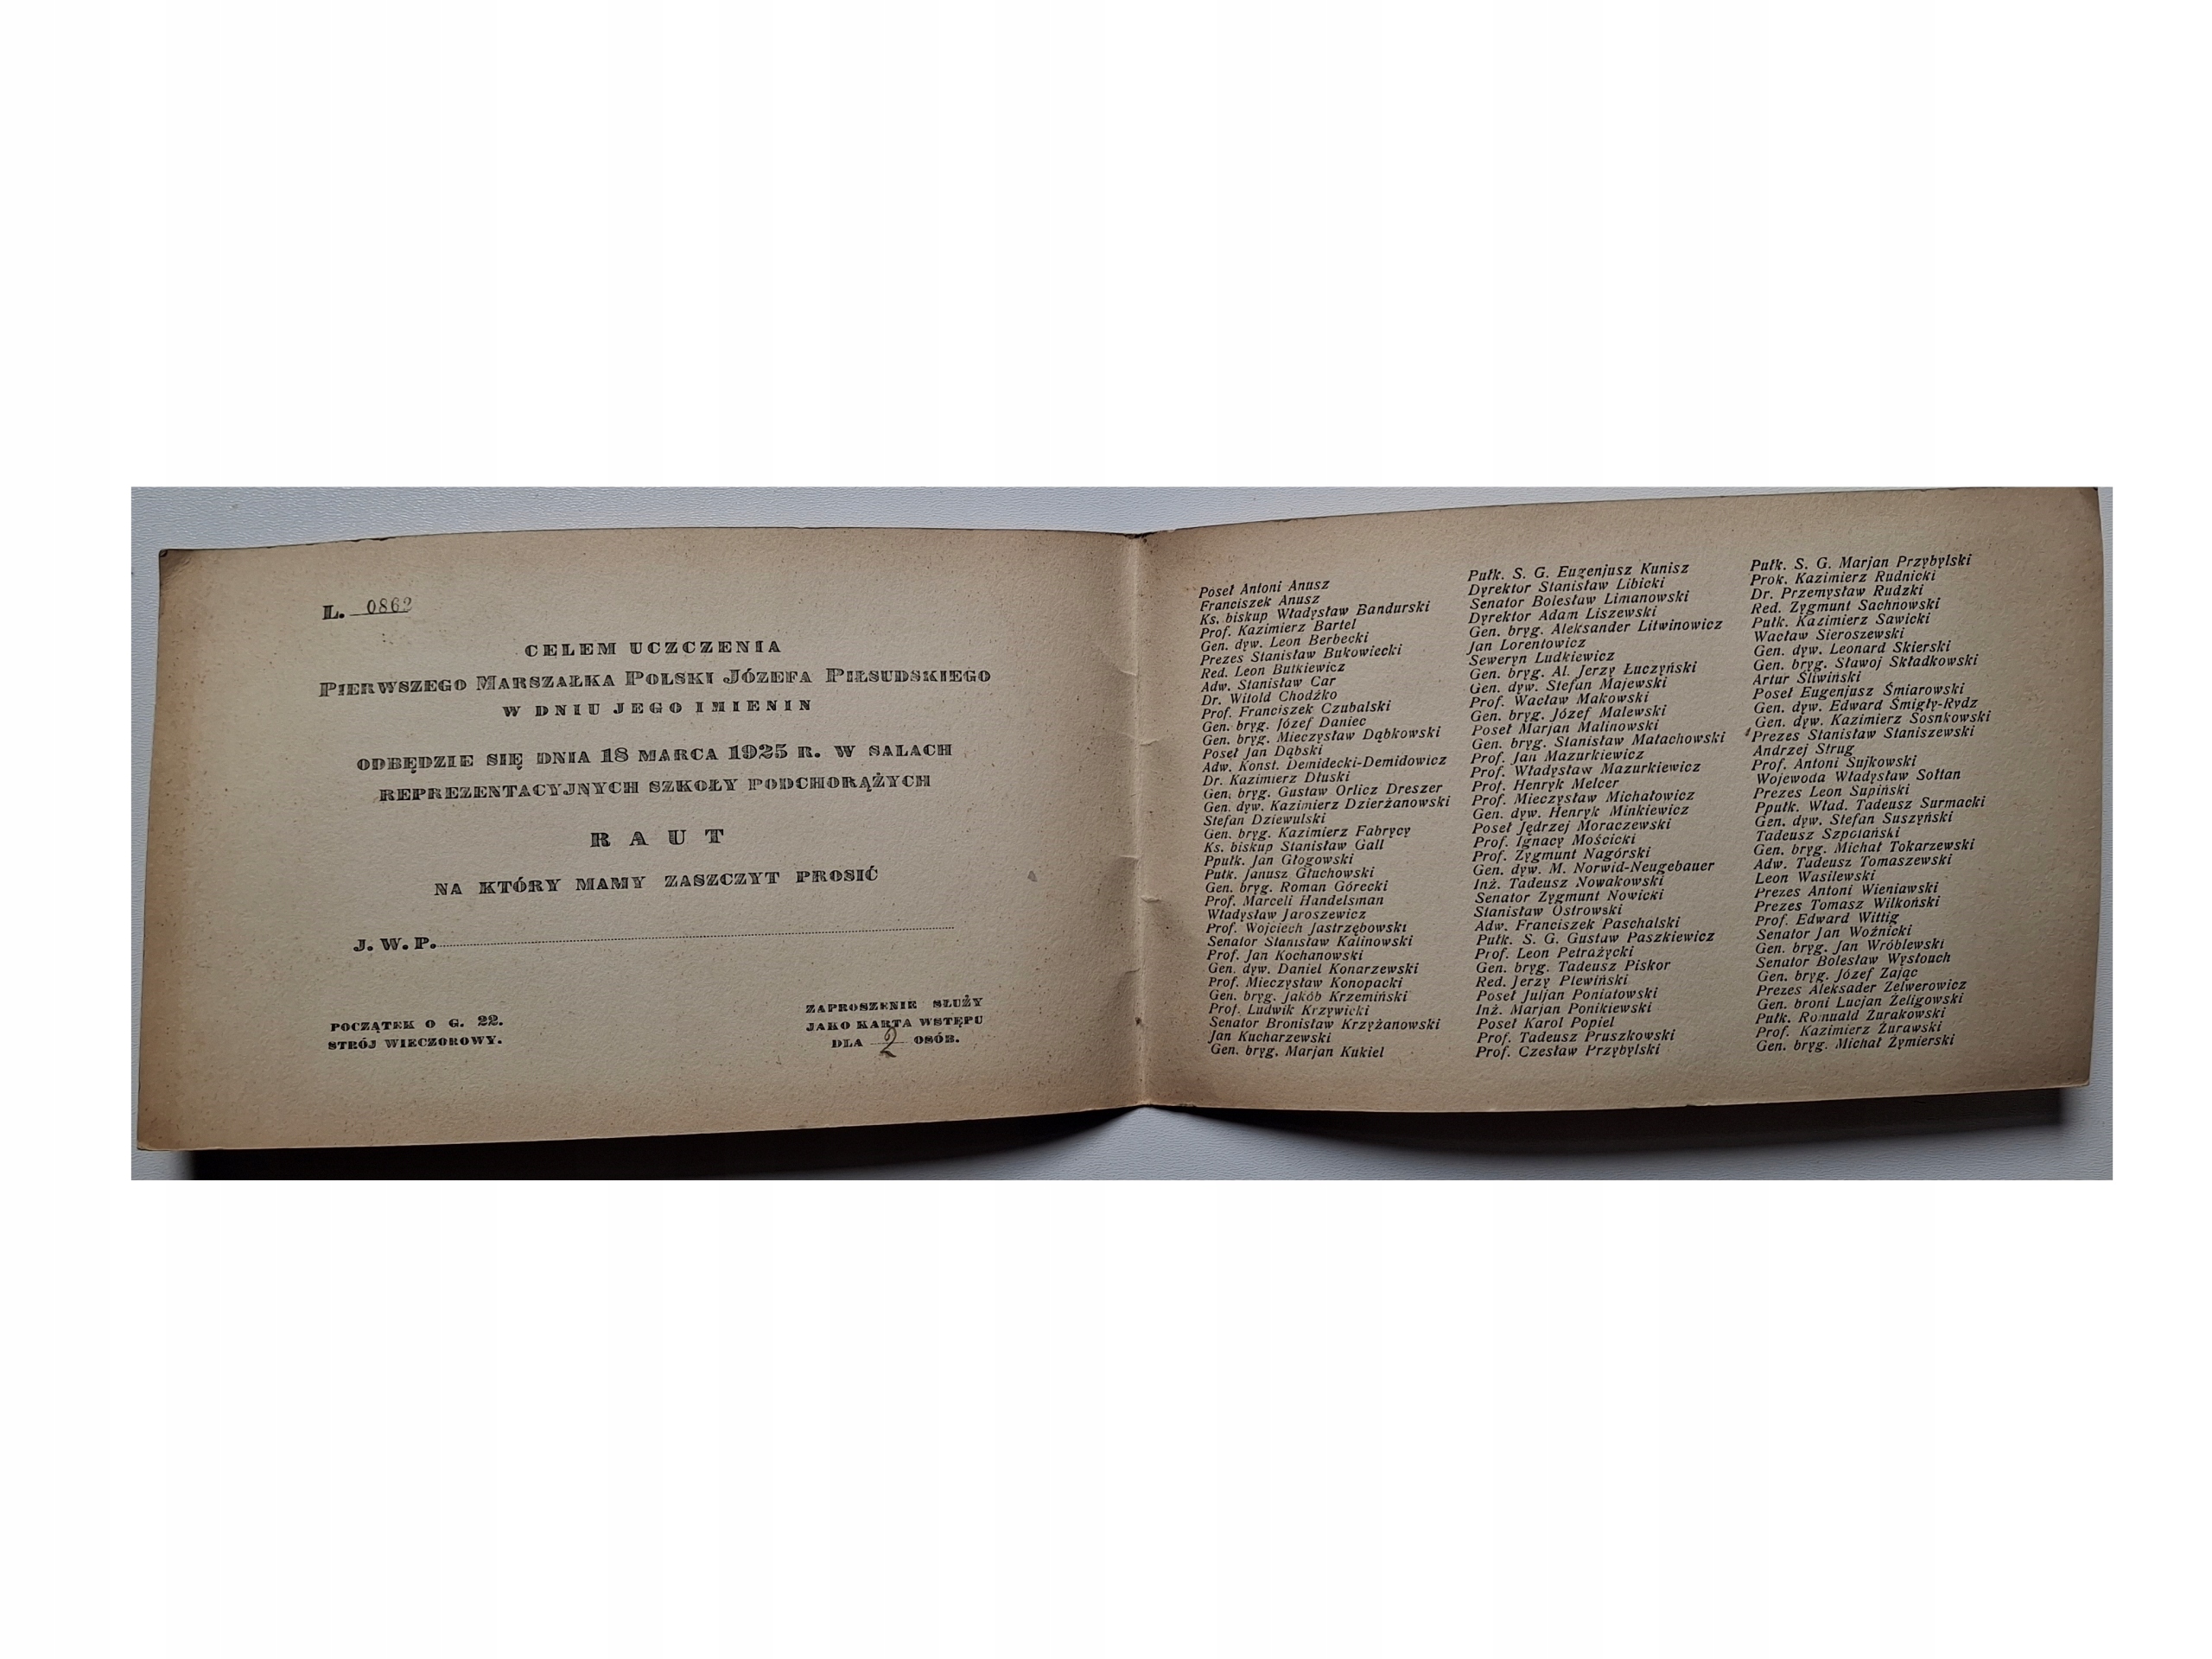 L. 0862
CELEM UCZCZENIA
PIERWSZEGO MARSZAŁKA POLSKI JÓZEFA PIŁSUDSKIEGO
W DNIU JEGO IMIENIN
ODBĘDZIE SIĘ DNIA 18 MARCA 1925 R. W SALACH
REPREZENTACYJNYCH SZKOŁY PODCHORĄŻYCH
RAUT
NA KTÓRY MAMY ZASZCZYT PROSIĆ
J. W. P.
POCZĄTEK O G. 22.
STRÓJ WIECZOROWY.
ZAPROSZENIE SŁUŻY
JAKO KARTA WSTĘPU
DLA 2 OSÓB.
Poseł Antoni Anusz
Franciszek Anusz
Ks. biskup Władysław Bandurski
Prof. Kazimierz Bartel
Gen. dyw. Leon Berbecki
Prezes Stanisław Bukowiecki
Red. Leon Butkiewicz
Adw. Stanisław Car
Dr. Witold Chodźko
Prof. Franciszek Czubalski
Gen. bryg. Józef Daniec
Gen. bryg. Mieczysław Dąbkowski
Poseł Jan Dąbski
Adw. Konst. Demidecki-Demidowicz
Dr. Kazimierz Dłuski
Gen. bryg. Gustaw Orlicz Dreszer
Gen. dyw. Kazimierz Dzierżanowski
Stefan Dziewulski
Gen. bryg. Kazimierz Fabrycy
Ks. biskup Stanisław Gall
Ppułk. Jan Głogowski
Pułk. Janusz Głuchowski
Gen. bryg. Roman Górecki
Prof. Marceli Handelsman
Władysław Jaroszewicz
Prof. Wojciech Jastrzębowski
Senator Stanisław Kalinowski
Prof. Jan Kochanowski
Gen. dyw. Daniel Konarzewski
Prof. Mieczysław Konopacki
Gen. bryg. Jakób Krzemiński
Prof. Ludwik Krzywicki
Senator Bronisław Krzyżanowski
Jan Kucharzewski
Gen. bryg. Marjan Kukiel
Pułk. S. G. Eugenjusz Kunisz
Dyrektor Stanisław Libicki
Senator Bolesław Limanowski
Dyrektor Adam Liszewski
Gen. bryg. Aleksander Litwinowicz
Jan Lorentowicz
Seweryn Ludkiewicz
Gen. bryg. Al. Jerzy Łuczyński
Gen. dyw. Stefan Majewski
Prof. Wacław Makowski
Gen. bryg. Józef Malewski
Poseł Marjan Malinowski
Gen. bryg. Stanisław Małachowski
Prof. Jan Mazurkiewicz
Prof. Władysław Mazurkiewicz
Prof. Henryk Melcer
Prof. Mieczysław Michałowicz
Gen. dyw. Henryk Minkiewicz
Poseł Jędrzej Moraczewski
Prof. Ignacy Mościcki
Prof. Zygmunt Nagórski
Gen. dyw. M. Norwid-Neugebauer
Inż. Tadeusz Nowakowski
Senator Zygmunt Nowicki
Stanisław Ostrowski
Adw. Franciszek Paschalski
Pułk. S. G. Gustaw Paszkiewicz
Prof. Leon Petrażycki
Gen. bryg. Tadeusz Piskor
Red. Jerzy Plewiński
Poseł Juljan Poniatowski
Inż. Marjan Ponikiewski
Poseł Karol Popiel
Prof. Tadeusz Pruszkowski
Prof. Czesław Przybylski
Pułk. S. G. Marjan Przybylski
Prok. Kazimierz Rudnicki
Dr. Przemysław Rudzki
Red. Zygmunt Sachnowski
Pułk. Kazimierz Sawicki
Wacław Sieroszewski
Gen. dyw. Leonard Skierski
Gen. bryg. Sławoj Składkowski
Artur Śliwiński
Poseł Eugenjusz Śmiarowski
Gen. dyw. Edward Śmigły-Rydz
Gen. dyw. Kazimierz Sosnkowski
Prezes Stanisław Staniszewski
Andrzej Strug
Prof. Antoni Sujkowski
Wojewoda Władysław Sołtan
Prezes Leon Supiński
Ppułk. Wład. Tadeusz Surmacki
Gen. dyw. Stefan Suszyński
Tadeusz Szpotański
Gen. bryg. Michał Tokarzewski
Adw. Tadeusz Tomaszewski
Leon Wasilewski
Prezes Antoni Wieniawski
Prezes Tomasz Wilkoński
Prof. Edward Wittig
Senator Jan Woźnicki
Gen. bryg. Jan Wróblewski
Senator Bolesław Wysłouch
Gen. bryg. Józef Zając
Prezes Aleksader Zelwerowicz
Gen. broni Lucjan Żeligowski
Pułk. Romuald Żurakowski
Prof. Kazimierz Żurawski
Gen. bryg. Michał Żymierski